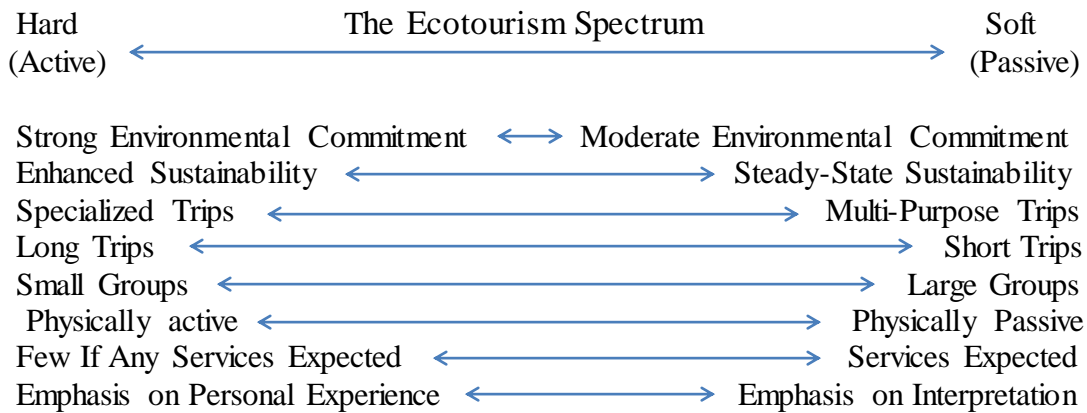 Hard The Ecotourism Spectrum Soft
(Active) (Passive)
Strong Environmental Commitment Moderate Environmental Commitment
Enhanced Sustainability Steady-State Sustainability
Specialized Trips Multi-Purpose Trips
Long Trips Short Trips
Small Groups Large Groups
Physically active Physically Passive
Few If Any Services Expected Services Expected
Emphasis on Personal Experience Emphasis on Interpretation